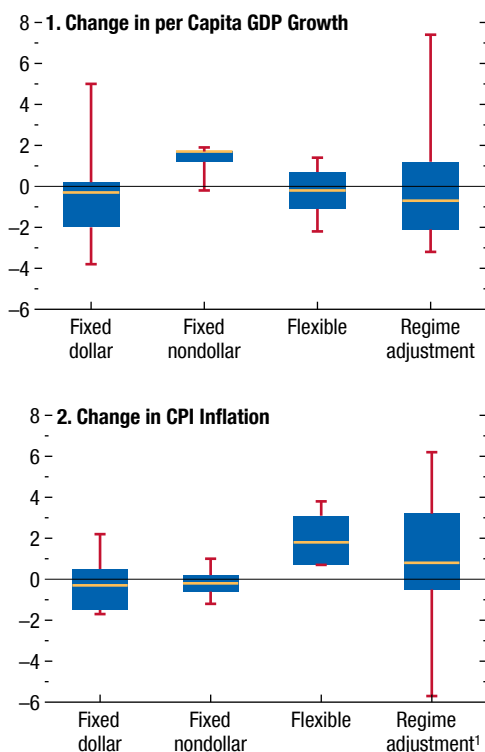 1. Change in per Capita GDP Growth
8
6
4
2
0
–2
–4
–6
Fixed dollar
Fixed nondollar
Flexible
Regime adjustment
2. Change in CPI Inflation
8
6
4
2
0
–2
–4
–6
Fixed dollar
Fixed nondollar
Flexible
Regime adjustment¹